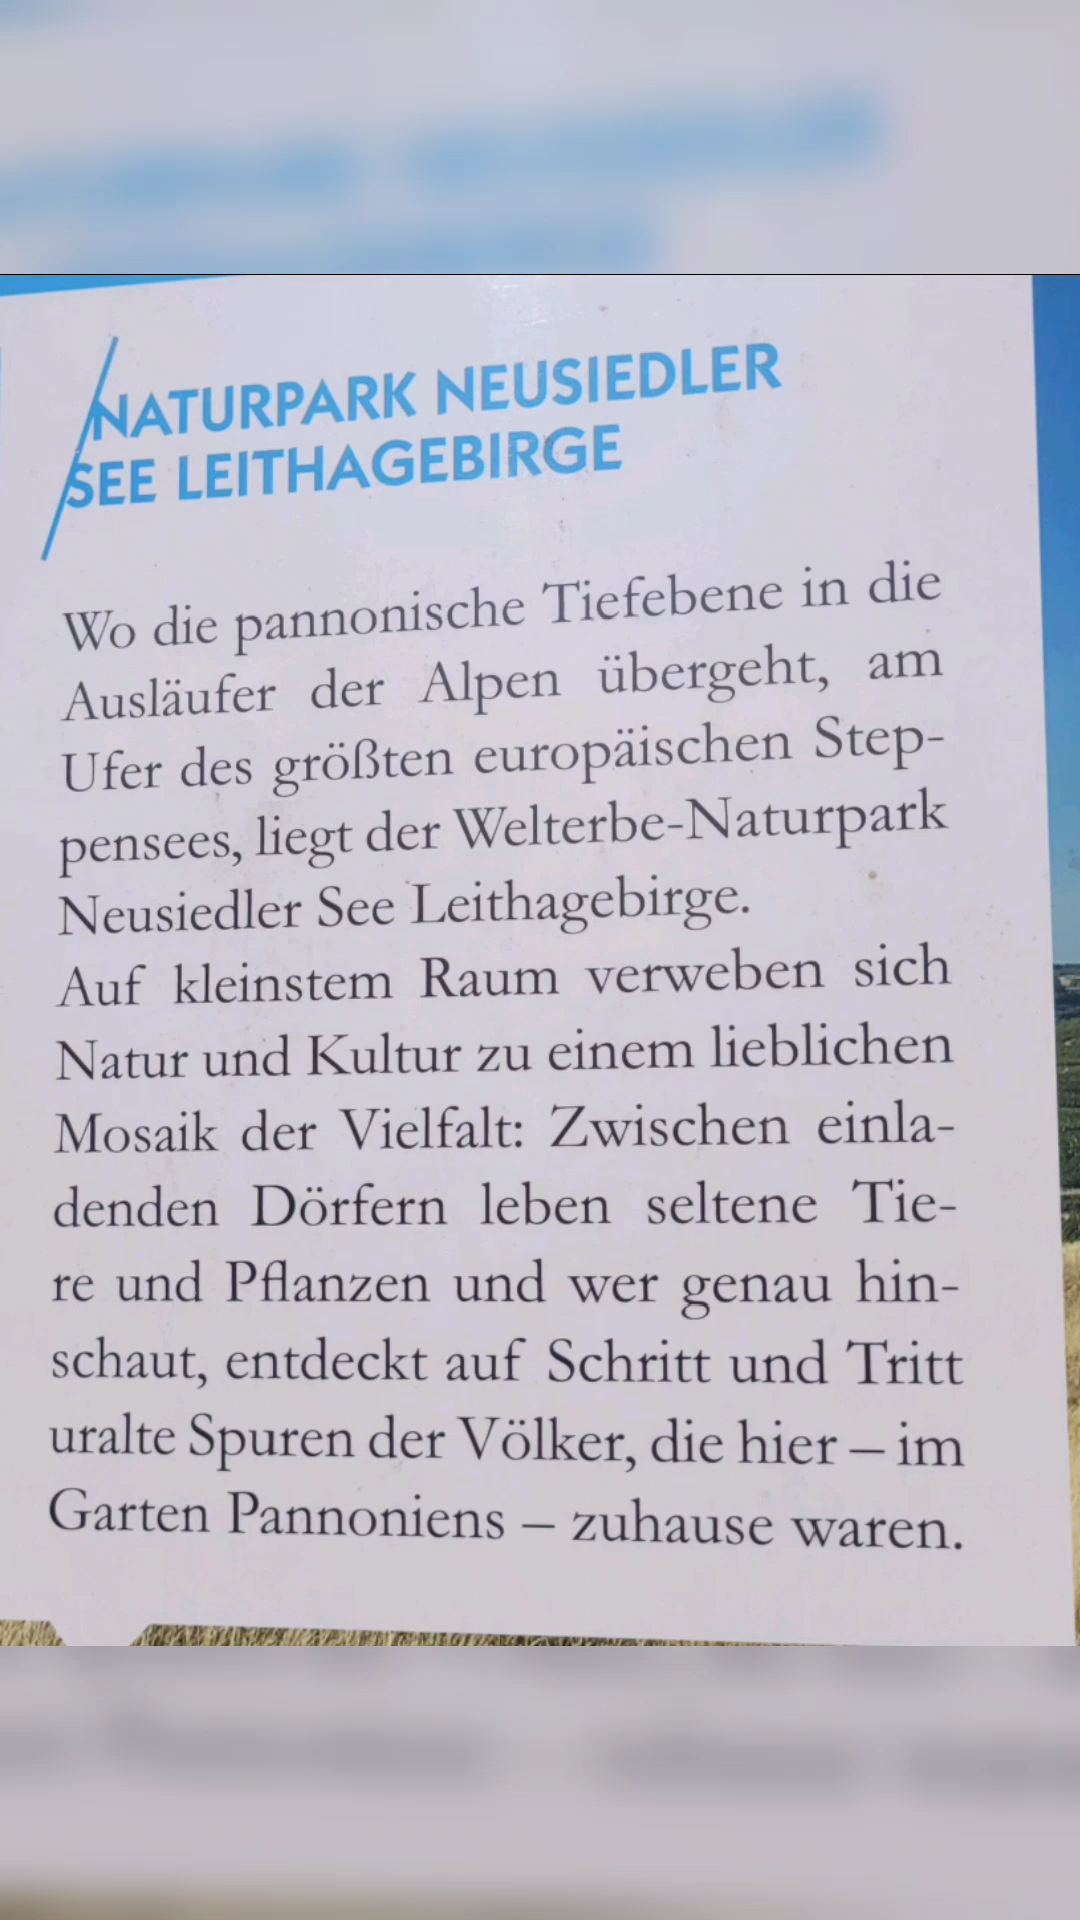 NATURPARK NEUSIEDLER
SEE LEITHAGEBIRGE
Wo die pannonische Tiefebene in die
Ausläufer der Alpen übergeht, am
Ufer des größten europäischen Step-
pensees, liegt der Welterbe-Naturpark
Neusiedler See Leithagebirge.
Auf kleinstem Raum verweben sich
Natur und Kultur zu einem lieblichen
Mosaik der Vielfalt: Zwischen einla-
denden Dörfern leben seltene Tie-
re und Pflanzen und wer genau hin-
schaut, entdeckt auf Schritt und Tritt
uralte Spuren der Völker, die hier – im
Garten Pannoniens – zuhause waren.